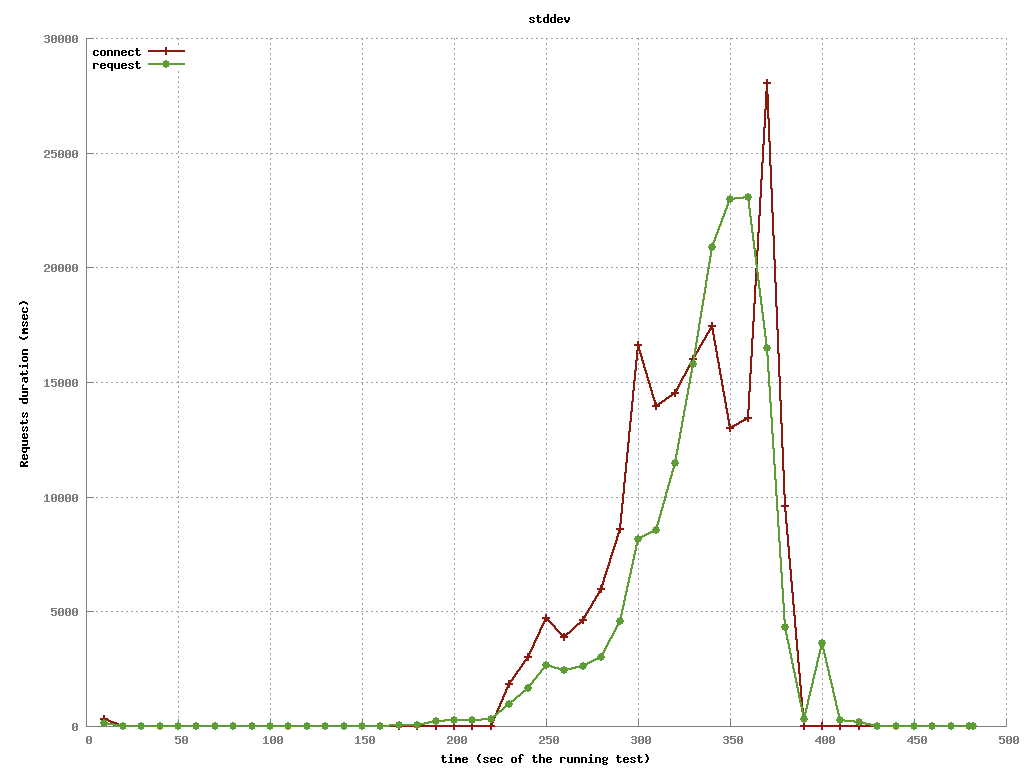 stddev
30000
connect
request
25000
20000
15000
10000
5000
0
0 50 100 150 200 250 300 350 400 450 500
Requests duration (msec)
time (sec of the running test)